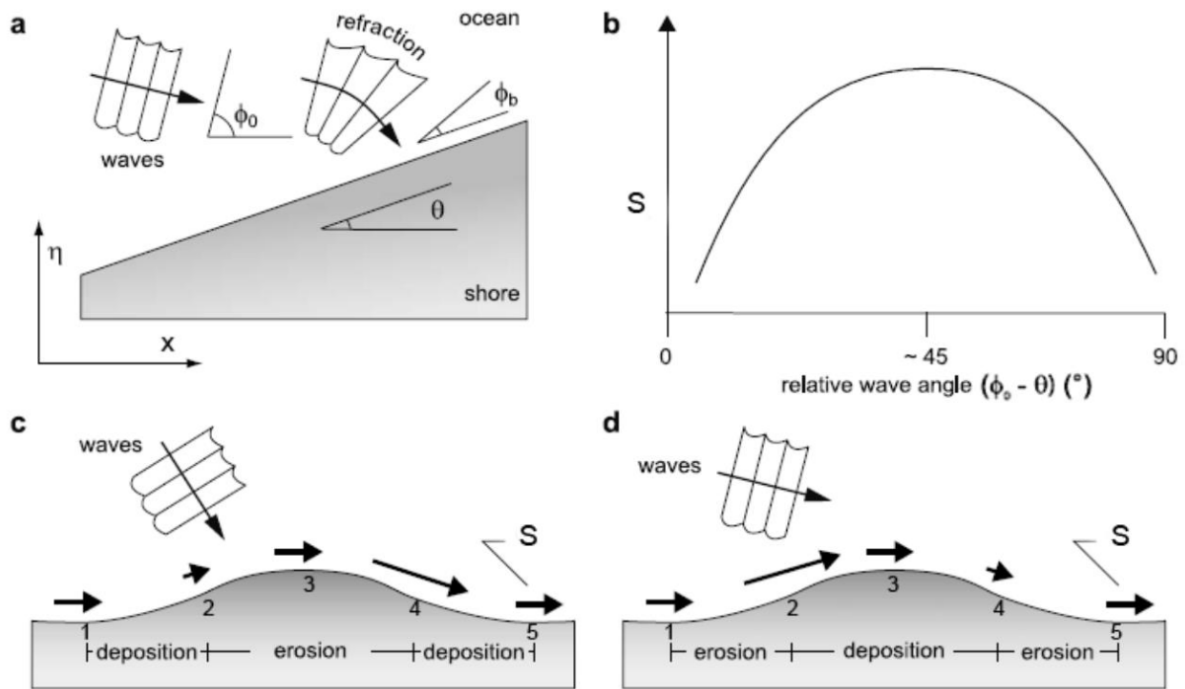 a
ocean
refraction
waves
ϕ0
ϕb
θ
η
shore
x
b
S
0
~ 45
90
relative wave angle (ϕ0 - θ) (°)
c
waves
S
1
2
3
4
5
deposition
erosion
deposition
d
waves
S
1
2
3
4
5
erosion
deposition
erosion